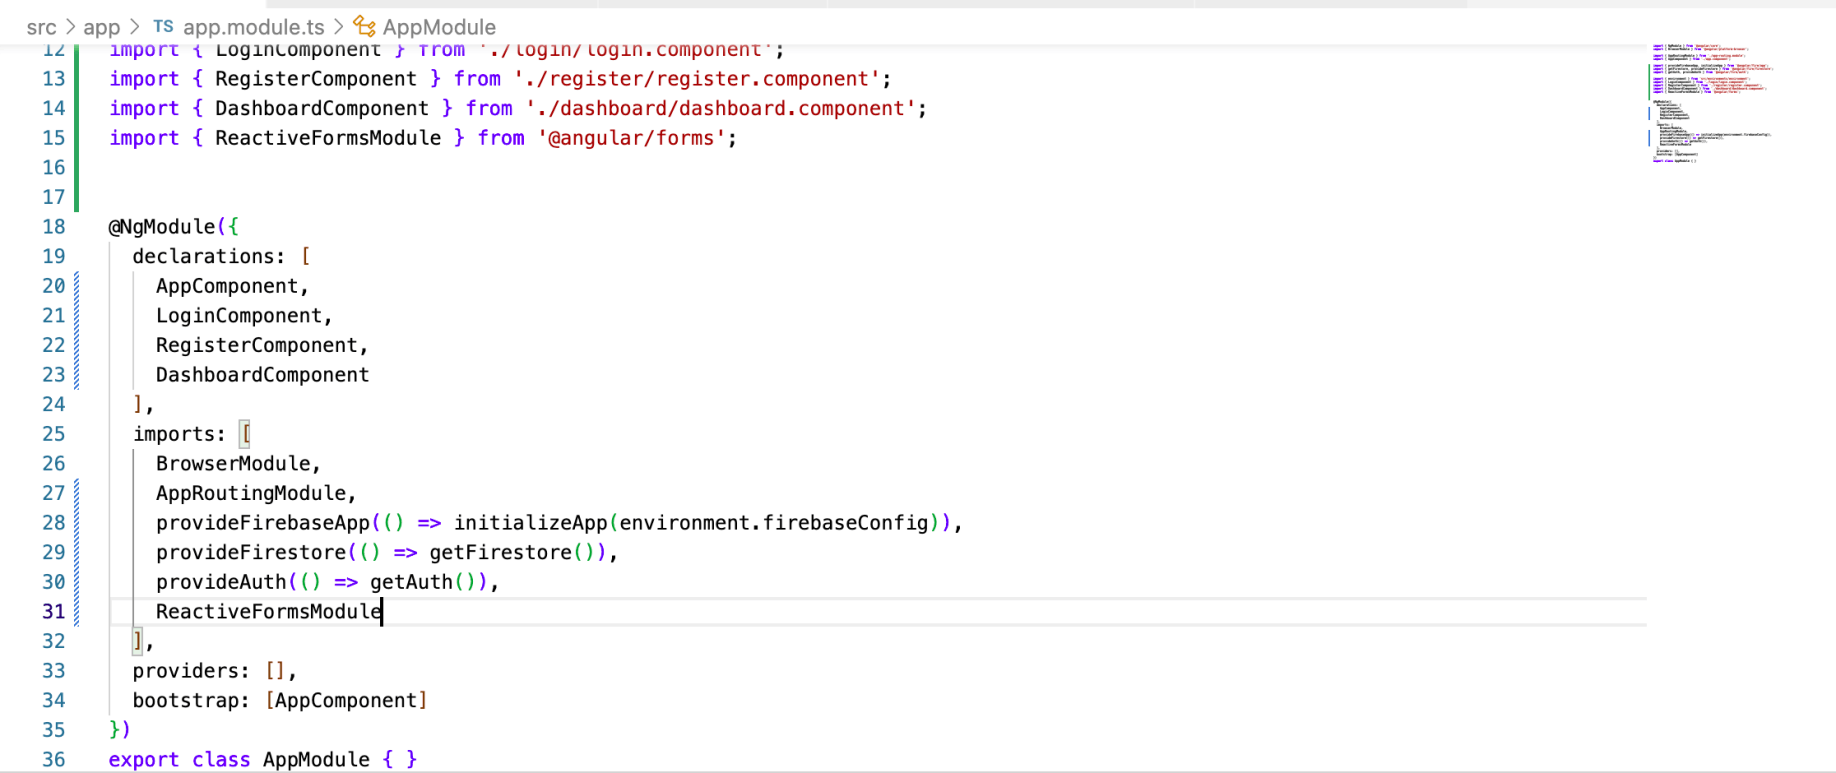 src > app > TS app.module.ts > AppModule
12 import { LoginComponent } from './login/login.component';
13 import { RegisterComponent } from './register/register.component';
14 import { DashboardComponent } from './dashboard/dashboard.component';
15 import { ReactiveFormsModule } from '@angular/forms';
16
17
18 @NgModule({
19 declarations: [
20 AppComponent,
21 LoginComponent,
22 RegisterComponent,
23 DashboardComponent
24 ],
25 imports: [
26 BrowserModule,
27 AppRoutingModule,
28 provideFirebaseApp(() => initializeApp(environment.firebaseConfig)),
29 provideFirestore(() => getFirestore()),
30 provideAuth(() => getAuth()),
31 ReactiveFormsModule
32 ],
33 providers: [],
34 bootstrap: [AppComponent]
35 })
36 export class AppModule { }